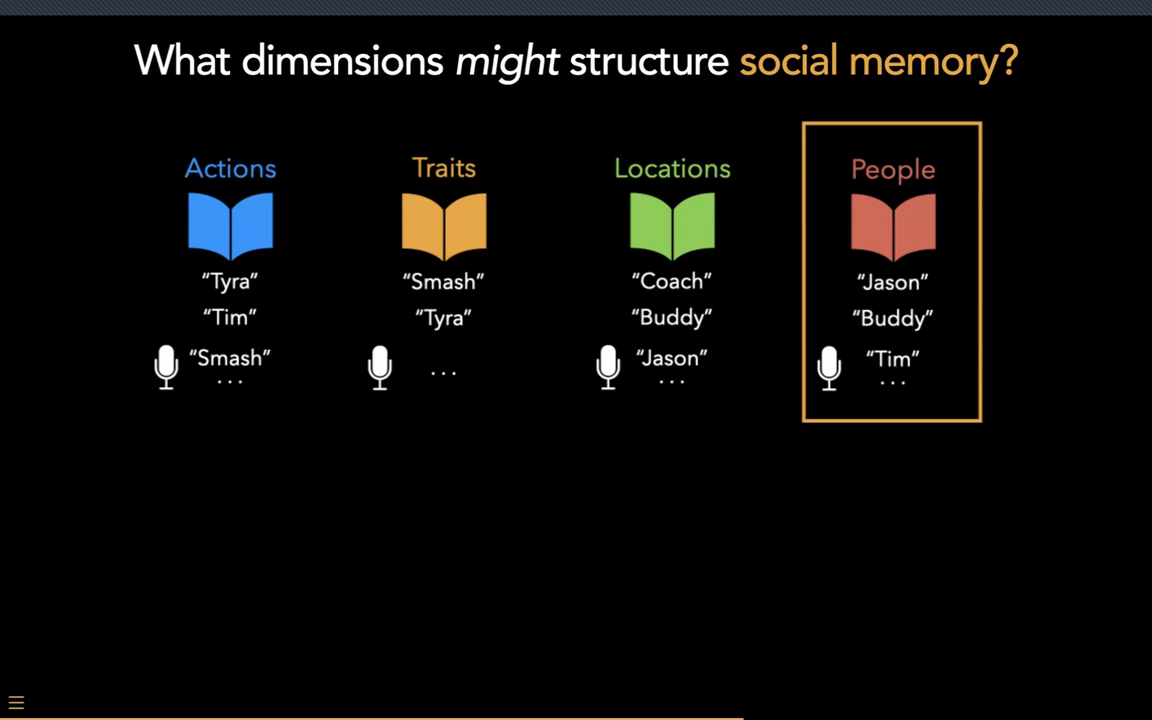 What dimensions might structure social memory?
Actions Traits Locations People
“Tyra” “Smash” “Coach” “Jason”
“Tim” “Tyra” “Buddy” “Buddy”
“Smash” ... “Jason” “Tim”
... ... ...